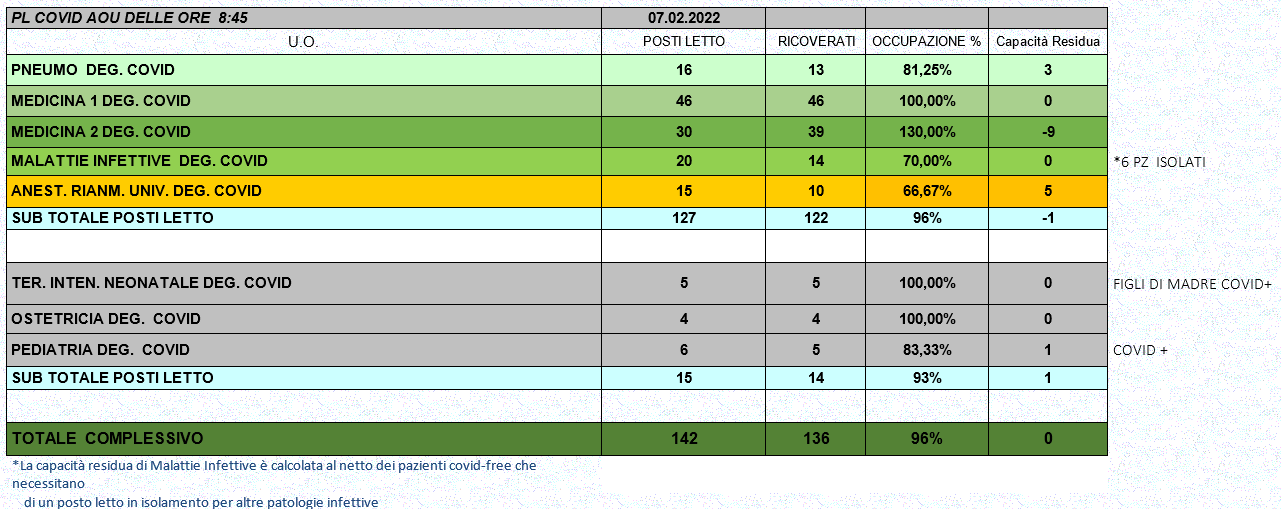 PL COVID AOU DELLE ORE 8:45 07.02.2022
U.O. POSTI LETTO RICOVERATI OCCUPAZIONE % Capacità Residua
PNEUMO DEG. COVID 16 13 81,25% 3
MEDICINA 1 DEG. COVID 46 46 100,00% 0
MEDICINA 2 DEG. COVID 30 39 130,00% -9
MALATTIE INFETTIVE DEG. COVID 20 14 70,00% 0 *6 PZ ISOLATI
ANEST. RIANM. UNIV. DEG. COVID 15 10 66,67% 5
SUB TOTALE POSTI LETTO 127 122 96% -1
TER. INTEN. NEONATALE DEG. COVID 5 5 100,00% 0 FIGLI DI MADRE COVID+
OSTETRICIA DEG. COVID 4 4 100,00% 0
PEDIATRIA DEG. COVID 6 5 83,33% 1 COVID +
SUB TOTALE POSTI LETTO 15 14 93% 1
TOTALE COMPLESSIVO 142 136 96% 0
*La capacità residua di Malattie Infettive è calcolata al netto dei pazienti covid-free che
necessitano
di un posto letto in isolamento per altre patologie infettive